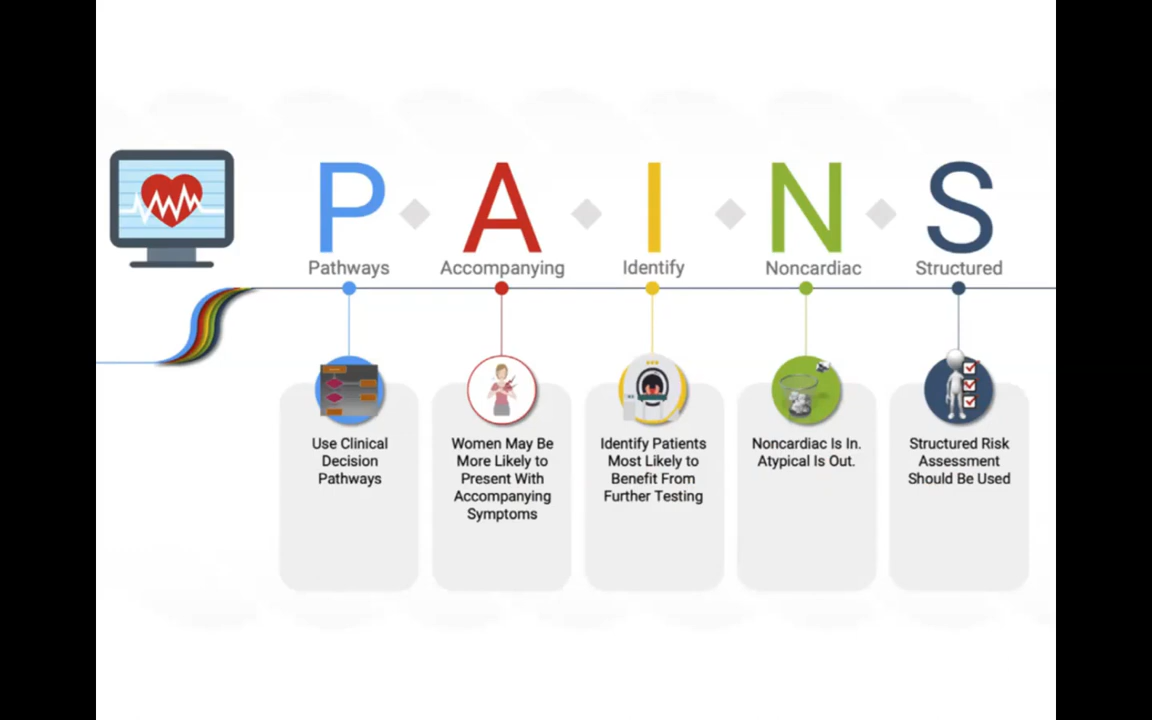 P A I N S
Pathways Accompanying Identify Noncardiac Structured
Use Clinical
Decision
Pathways
Women May Be
More Likely to
Present With
Accompanying
Symptoms
Identify Patients
Most Likely to
Benefit From
Further Testing
Noncardiac Is In.
Atypical Is Out.
Structured Risk
Assessment
Should Be Used